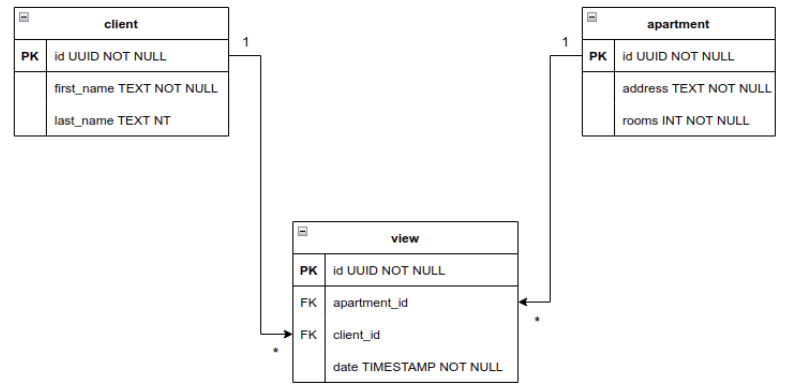 client
PK id UUID NOT NULL
first_name TEXT NOT NULL
last_name TEXT NT
1
apartment
PK id UUID NOT NULL
address TEXT NOT NULL
rooms INT NOT NULL
1
view
PK id UUID NOT NULL
FK apartment_id
FK client_id
date TIMESTAMP NOT NULL
*
*